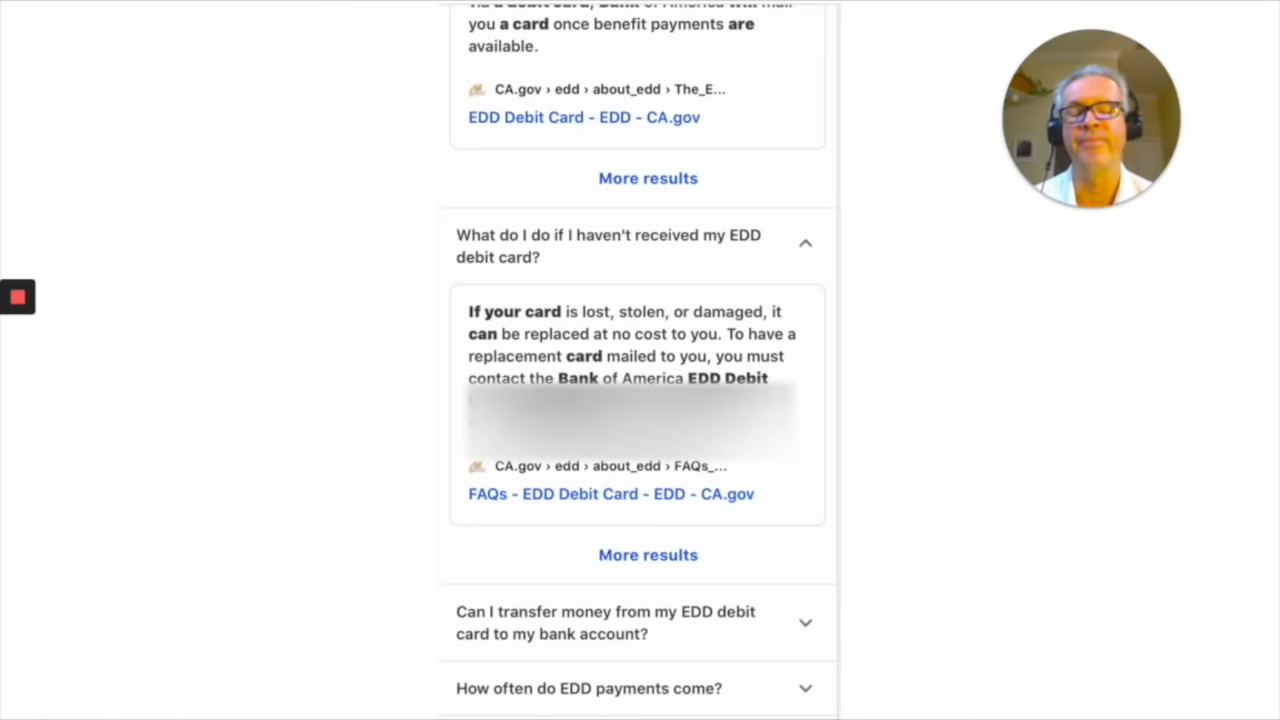 you a card once benefit payments are
available.
CA.gov › edd › about_edd › The_E...
EDD Debit Card - EDD - CA.gov
More results
What do I do if I haven't received my EDD
debit card?
If your card is lost, stolen, or damaged, it
can be replaced at no cost to you. To have a
replacement card mailed to you, you must
contact the Bank of America EDD Debit
CA.gov › edd › about_edd › FAQs_...
FAQs - EDD Debit Card - EDD - CA.gov
More results
Can I transfer money from my EDD debit
card to my bank account?
How often do EDD payments come?